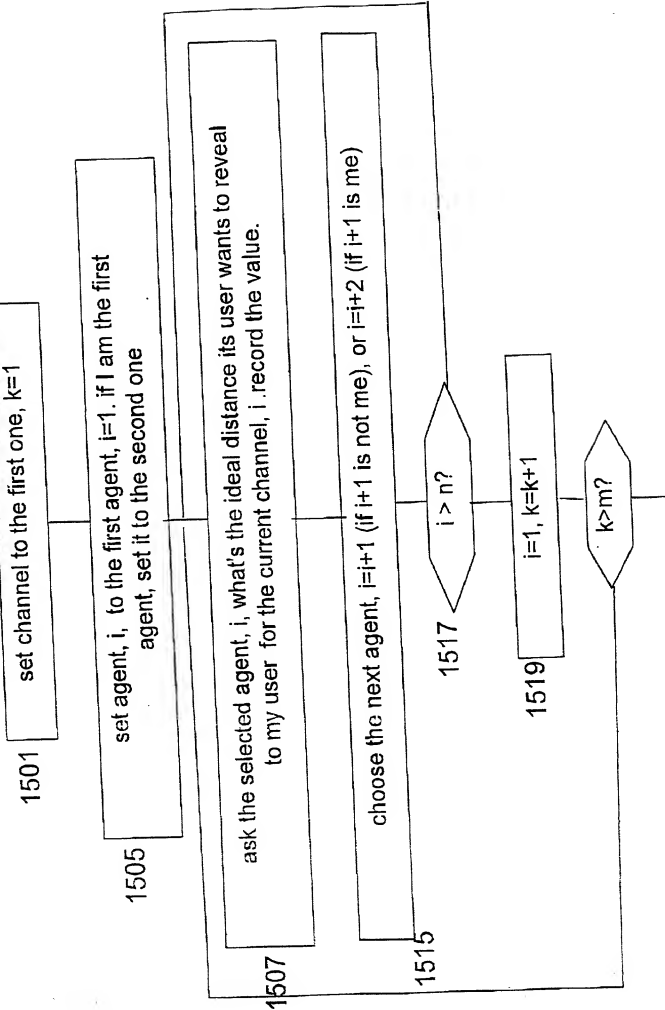 set channel to the first one, k=1
1501
set agent, i, to the first agent, i=1. if I am the first
agent, set it to the second one
1505
ask the selected agent, i, what's the ideal distance its user wants to reveal
to my user for the current channel, i .record the value.
1507
choose the next agent, i=i+1 (if i+1 is not me), or i=i+2 (if i+1 is me)
1515
i > n?
1517
i=1, k=k+1
1519
k>m?